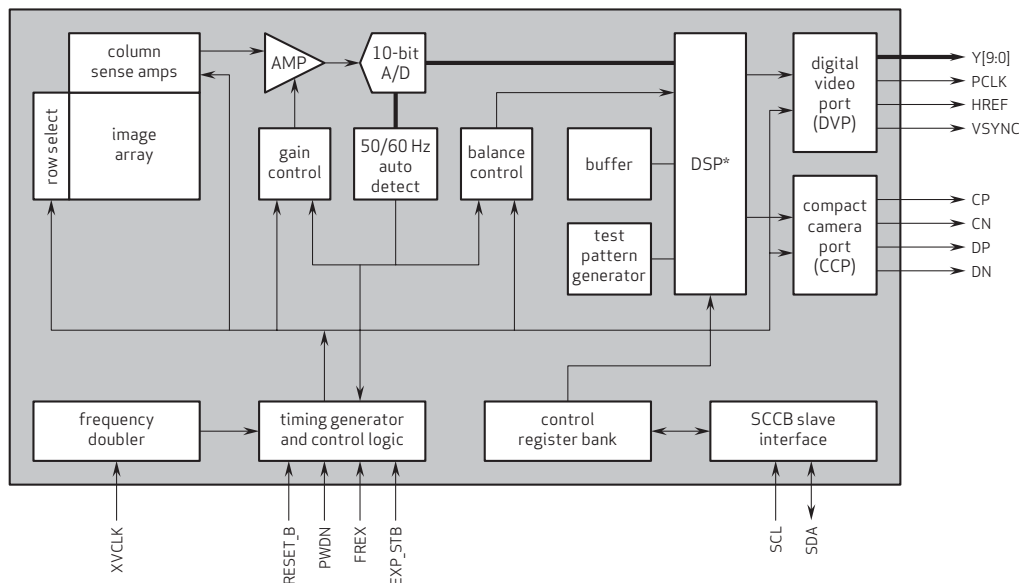 column
sense amps
row select
image
array
AMP
10-bit
A/D
gain
control
50/60 Hz
auto
detect
balance
control
buffer
test
pattern
generator
DSP*
digital
video
port
(DVP)
compact
camera
port
(CCP)
Y[9:0]
PCLK
HREF
VSYNC
CP
CN
DP
DN
frequency
doubler
timing generator
and control logic
control
register bank
SCCB slave
interface
XVCLK
RESET_B
PWDN
FREX
EXP_STB
SCL
SDA